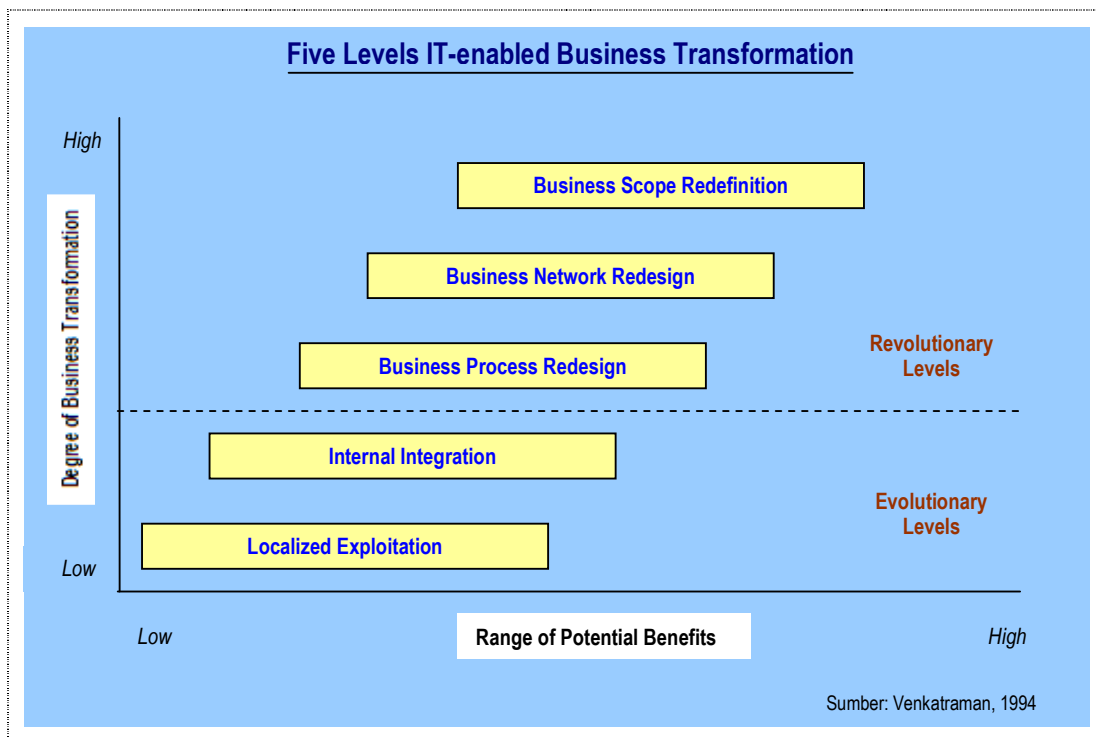 Five Levels IT-enabled Business Transformation
High
Business Scope Redefinition
Business Network Redesign
Degree of Business Transformation
Revolutionary
Levels
Business Process Redesign
Internal Integration
Evolutionary
Levels
Localized Exploitation
Low
Low
Range of Potential Benefits
High
Sumber: Venkatraman, 1994